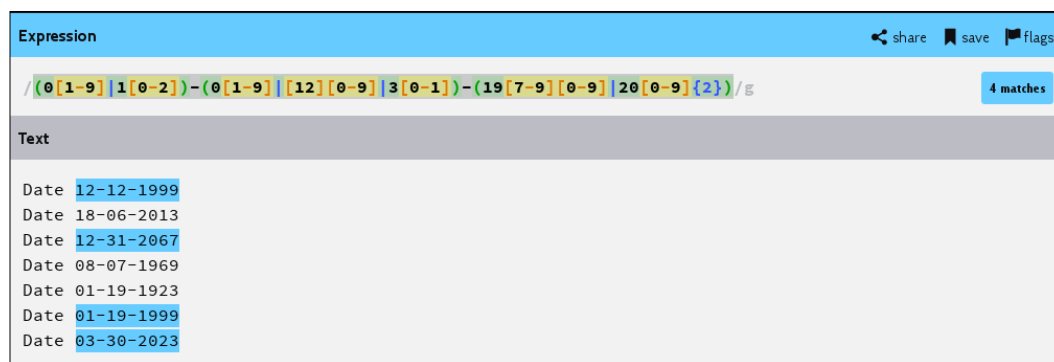 Expression share save flags
/(0[1-9]|1[0-2])-(0[1-9]|[12][0-9]|3[0-1])-(19[7-9][0-9]|20[0-9]{2})/g 4 matches
Text
Date 12-12-1999
Date 18-06-2013
Date 12-31-2067
Date 08-07-1969
Date 01-19-1923
Date 01-19-1999
Date 03-30-2023